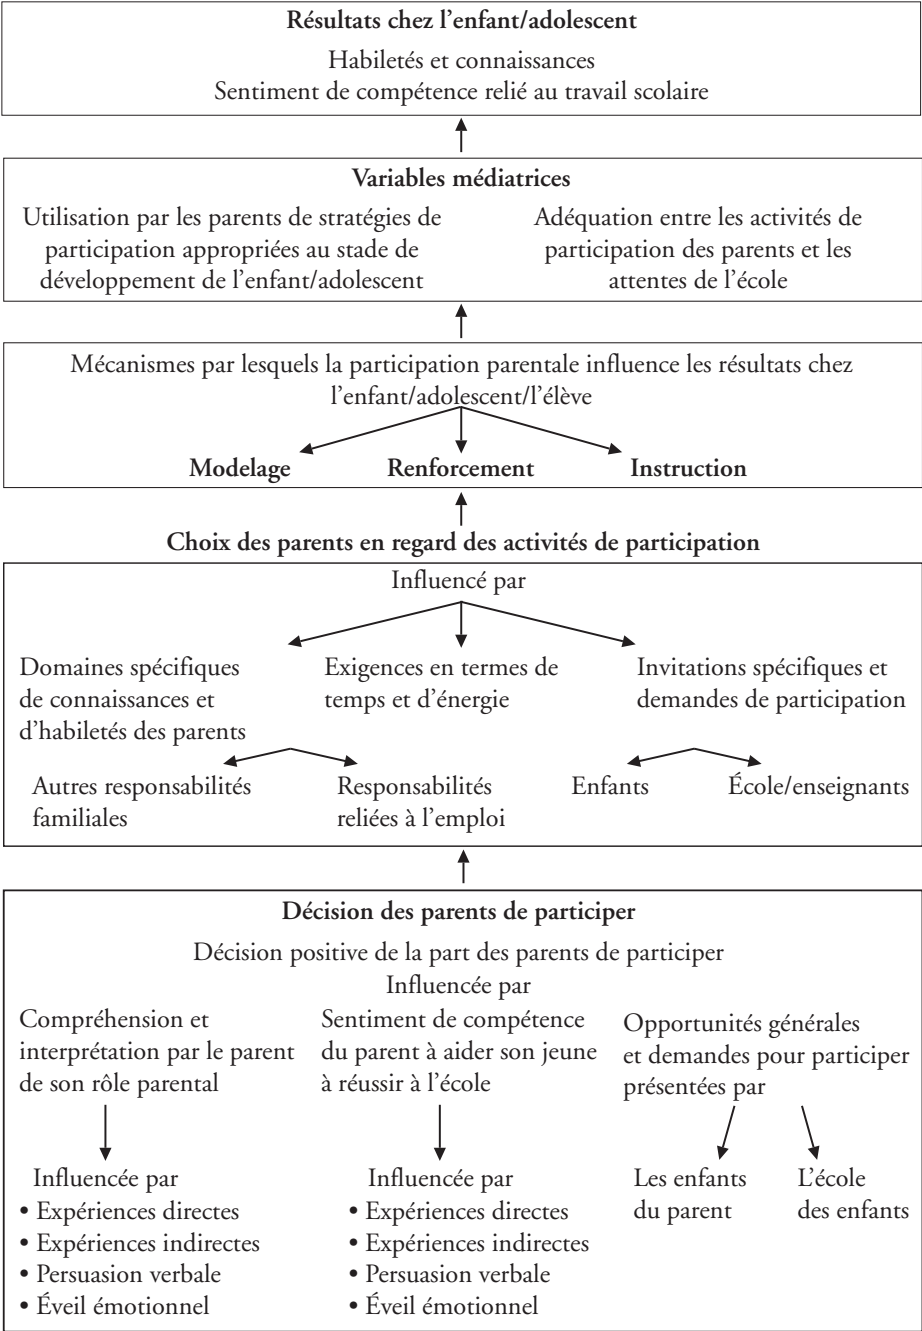 Résultats chez l'enfant/adolescent
Habiletés et connaissances
Sentiment de compétence relié au travail scolaire
Variables médiatrices
Utilisation par les parents de stratégies de
participation appropriées au stade de
développement de l'enfant/adolescent
Adéquation entre les activités de
participation des parents et les
attentes de l'école
Mécanismes par lesquels la participation parentale influence les résultats chez
l'enfant/adolescent/l'élève
Modelage
Renforcement
Instruction
Choix des parents en regard des activités de participation
Influencé par
Domaines spécifiques
de connaissances et
d'habiletés des parents
Exigences en termes de
temps et d'énergie
Invitations spécifiques et
demandes de participation
Autres responsabilités
familiales
Responsabilités
reliées à l'emploi
Enfants
École/enseignants
Décision des parents de participer
Décision positive de la part des parents de participer
Influencée par
Compréhension et
interprétation par le parent
de son rôle parental
Sentiment de compétence
du parent à aider son jeune
à réussir à l'école
Opportunités générales
et demandes pour participer
présentées par
Influencée par
• Expériences directes
• Expériences indirectes
• Persuasion verbale
• Éveil émotionnel
Influencée par
• Expériences directes
• Expériences indirectes
• Persuasion verbale
• Éveil émotionnel
Les enfants
du parent
L'école
des enfants